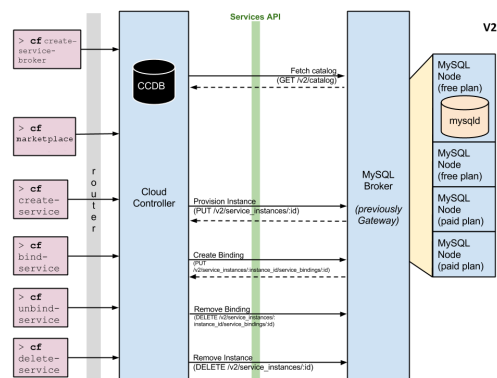 Services API
V2
> cf create-
service-
broker
> cf
marketplace
> cf
create-
service
> cf
bind-
service
> cf
unbind-
service
> cf
delete-
service
r
o
u
t
e
r
CCDB
Cloud
Controller
Fetch catalog
(GET /v2/catalog)
Provision Instance
(PUT /v2/service_instances/:id)
Create Binding
(PUT
/v2/service_instances/:instance_id/service_bindings/:id)
Remove Binding
(DELETE /v2/service_instances/:
instance_id/service_bindings/:id)
Remove Instance
(DELETE /v2/service_instances/:id)
MySQL
Broker
(previously
Gateway)
MySQL
Node
(free plan)
mysqld
MySQL
Node
(free plan)
MySQL
Node
(paid plan)
MySQL
Node
(paid plan)